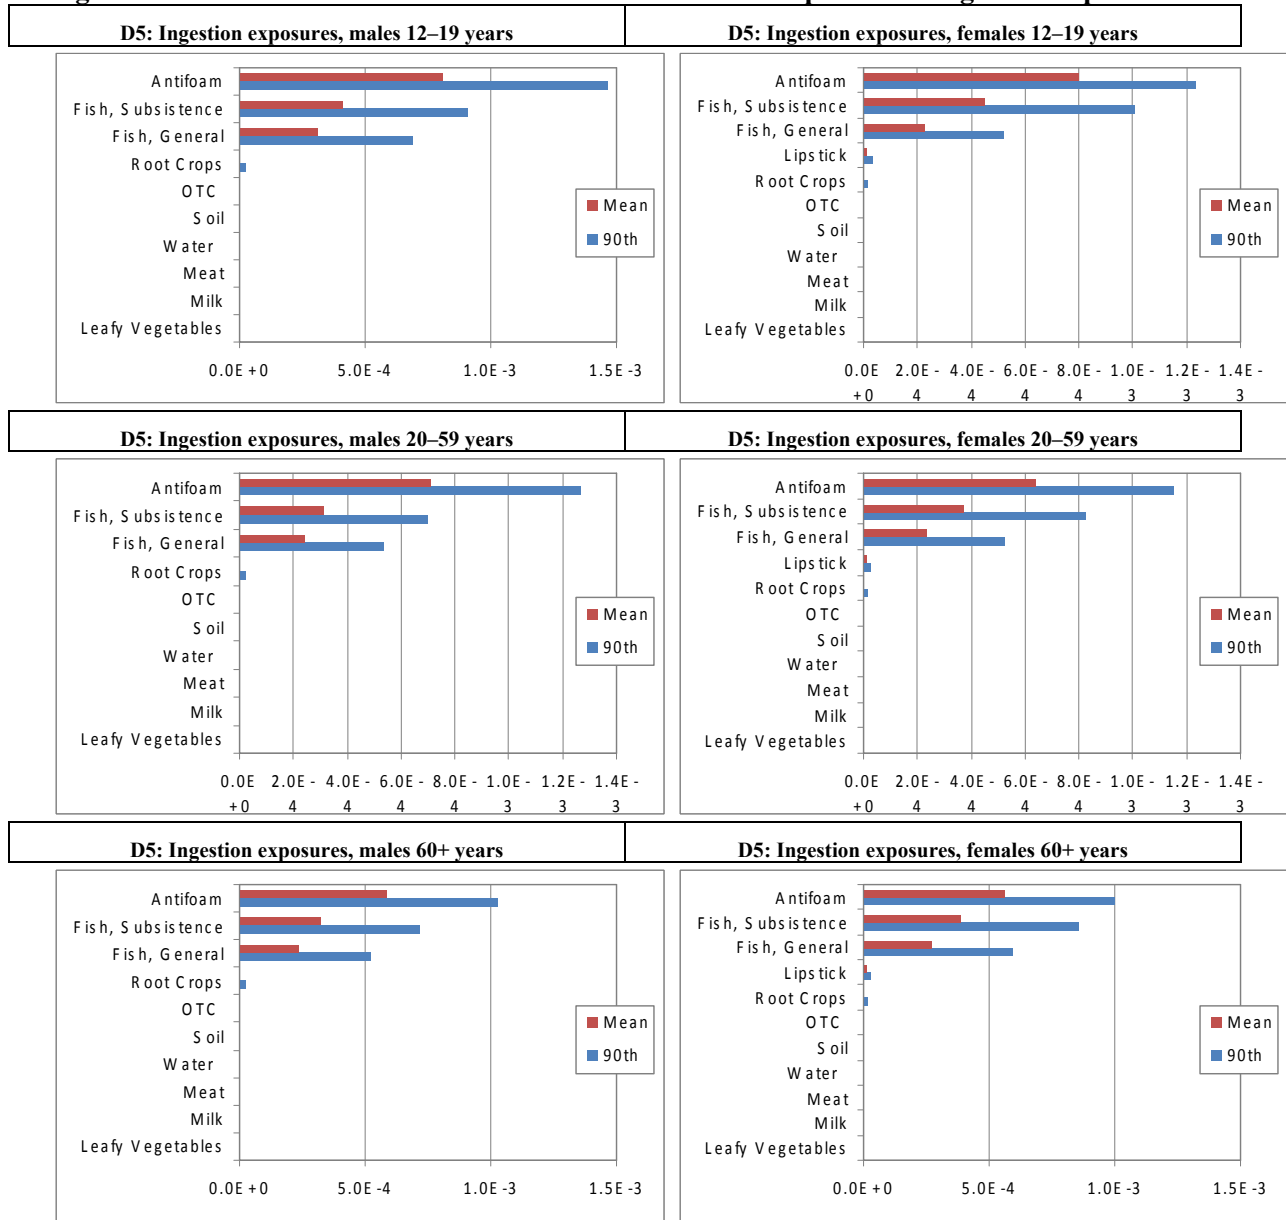 D5: Ingestion exposures, males 12–19 years
D5: Ingestion exposures, females 12–19 years
Antifoam
Fish, Subsistence
Fish, General
Root Crops
OTC
Soil
Water
Meat
Milk
Leafy Vegetables
Mean
90th
0.0E+0 5.0E-4 1.0E-3 1.5E-3
Antifoam
Fish, Subsistence
Fish, General
Lipstick
Root Crops
OTC
Soil
Water
Meat
Milk
Leafy Vegetables
Mean
90th
0.0E 2.0E- 4.0E- 6.0E- 8.0E- 1.0E- 1.2E- 1.4E-
+0 4 4 4 4 3 3 3
D5: Ingestion exposures, males 20–59 years
D5: Ingestion exposures, females 20–59 years
Antifoam
Fish, Subsistence
Fish, General
Root Crops
OTC
Soil
Water
Meat
Milk
Leafy Vegetables
Mean
90th
0.0E 2.0E- 4.0E- 6.0E- 8.0E- 1.0E- 1.2E- 1.4E-
+0 4 4 4 4 3 3 3
Antifoam
Fish, Subsistence
Fish, General
Lipstick
Root Crops
OTC
Soil
Water
Meat
Milk
Leafy Vegetables
Mean
90th
0.0E 2.0E- 4.0E- 6.0E- 8.0E- 1.0E- 1.2E- 1.4E-
+0 4 4 4 4 3 3 3
D5: Ingestion exposures, males 60+ years
D5: Ingestion exposures, females 60+ years
Antifoam
Fish, Subsistence
Fish, General
Root Crops
OTC
Soil
Water
Meat
Milk
Leafy Vegetables
Mean
90th
0.0E+0 5.0E-4 1.0E-3 1.5E-3
Antifoam
Fish, Subsistence
Fish, General
Lipstick
Root Crops
OTC
Soil
Water
Meat
Milk
Leafy Vegetables
Mean
90th
0.0E+0 5.0E-4 1.0E-3 1.5E-3